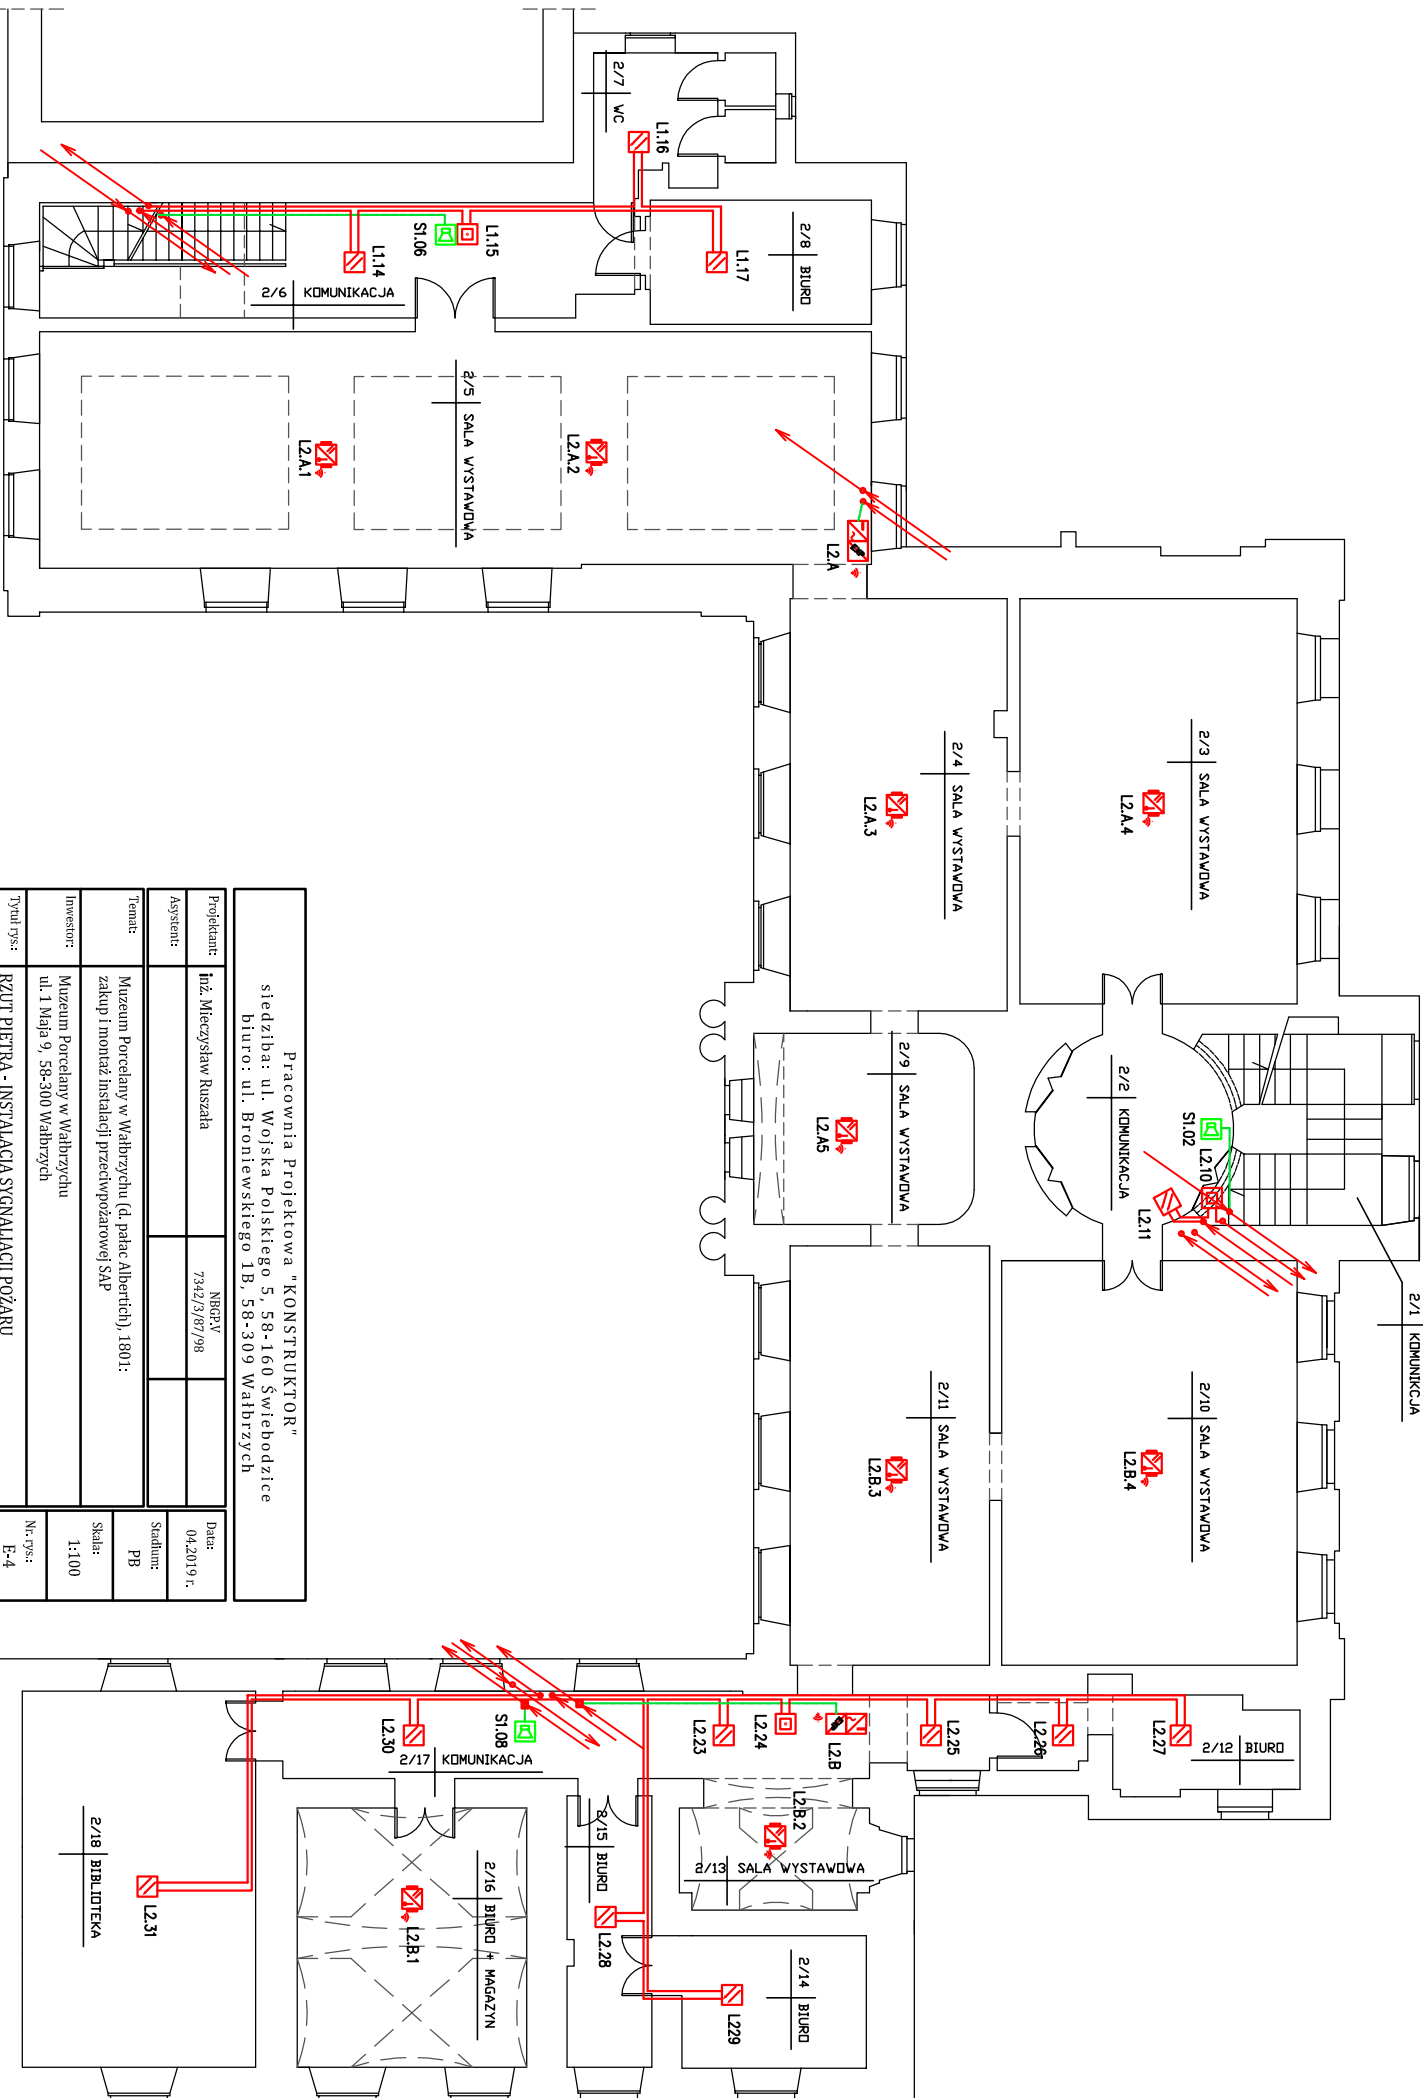 2/7 WC
L1.16
2/8 BIURO
L1.17
L1.15
S1.06
L1.14
2/6 KOMUNIKACJA
2/5 SALA WYSTAWOWA
L2.A.1
L2.A.2
L2.A
2/4 SALA WYSTAWOWA
L2.A.3
2/3 SALA WYSTAWOWA
L2.A.4
2/9 SALA WYSTAWOWA
L2.A5
2/2 KOMUNIKACJA
S1.02
L2.10
L2.11
2/1 KOMUNIKCJA
2/11 SALA WYSTAWOWA
L2.B.3
2/10 SALA WYSTAWOWA
L2.B.4
L2.30
S1.08
2/17 KOMUNIKACJA
L2.23
L2.24
L2.B
L2.25
L2.26
L2.27
2/12 BIURO
L2.B.2
2/13 SALA WYSTAWOWA
2/15 BIURO
L2.28
2/14 BIURO
L229
2/16 BIURO + MAGAZYN
L2.B.1
2/18 BIBLIOTEKA
L2.31
Pracownia Projektowa "KONSTRUKTOR"
siedziba: ul. Wojska Polskiego 5, 58-160 Świebodzice
biuro: ul. Broniewskiego 1B, 58-309 Wałbrzych
Projektant:
inż. Mieczysław Ruszała
NBGP.V
7342/3/87/98
Data:
04.2019 r.
Asystent:
Stadium:
PB
Temat:
Muzeum Porcelany w Wałbrzychu (d. pałac Albertich), 1801:
zakup i montaż instalacji przeciwpożarowej SAP
Skala:
1:100
Inwestor:
Muzeum Porcelany w Wałbrzychu
ul. 1 Maja 9, 58-300 Wałbrzych
Tytuł rys.:
RZUT PIĘTRA - INSTALACJA SYGNALIACJI POŻARU
Nr. rys.:
E-4